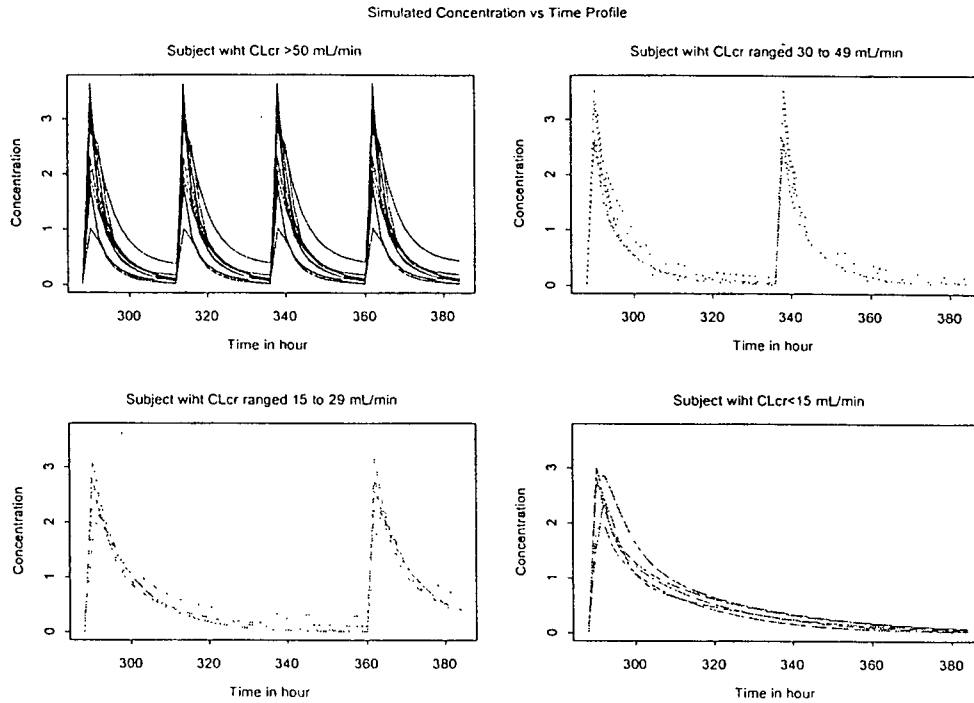 Simulated Concentration vs Time Profile
Subject wiht CLcr >50 mL/min
Concentration
3
2
1
0
300 320 340 360 380
Time in hour
Subject wiht CLcr ranged 30 to 49 mL/min
Concentration
3
2
1
0
300 320 340 360 380
Time in hour
Subject wiht CLcr ranged 15 to 29 mL/min
Concentration
3
2
1
0
300 320 340 360 380
Time in hour
Subject wiht CLcr<15 mL/min
Concentration
3
2
1
0
300 320 340 360 380
Time in hour